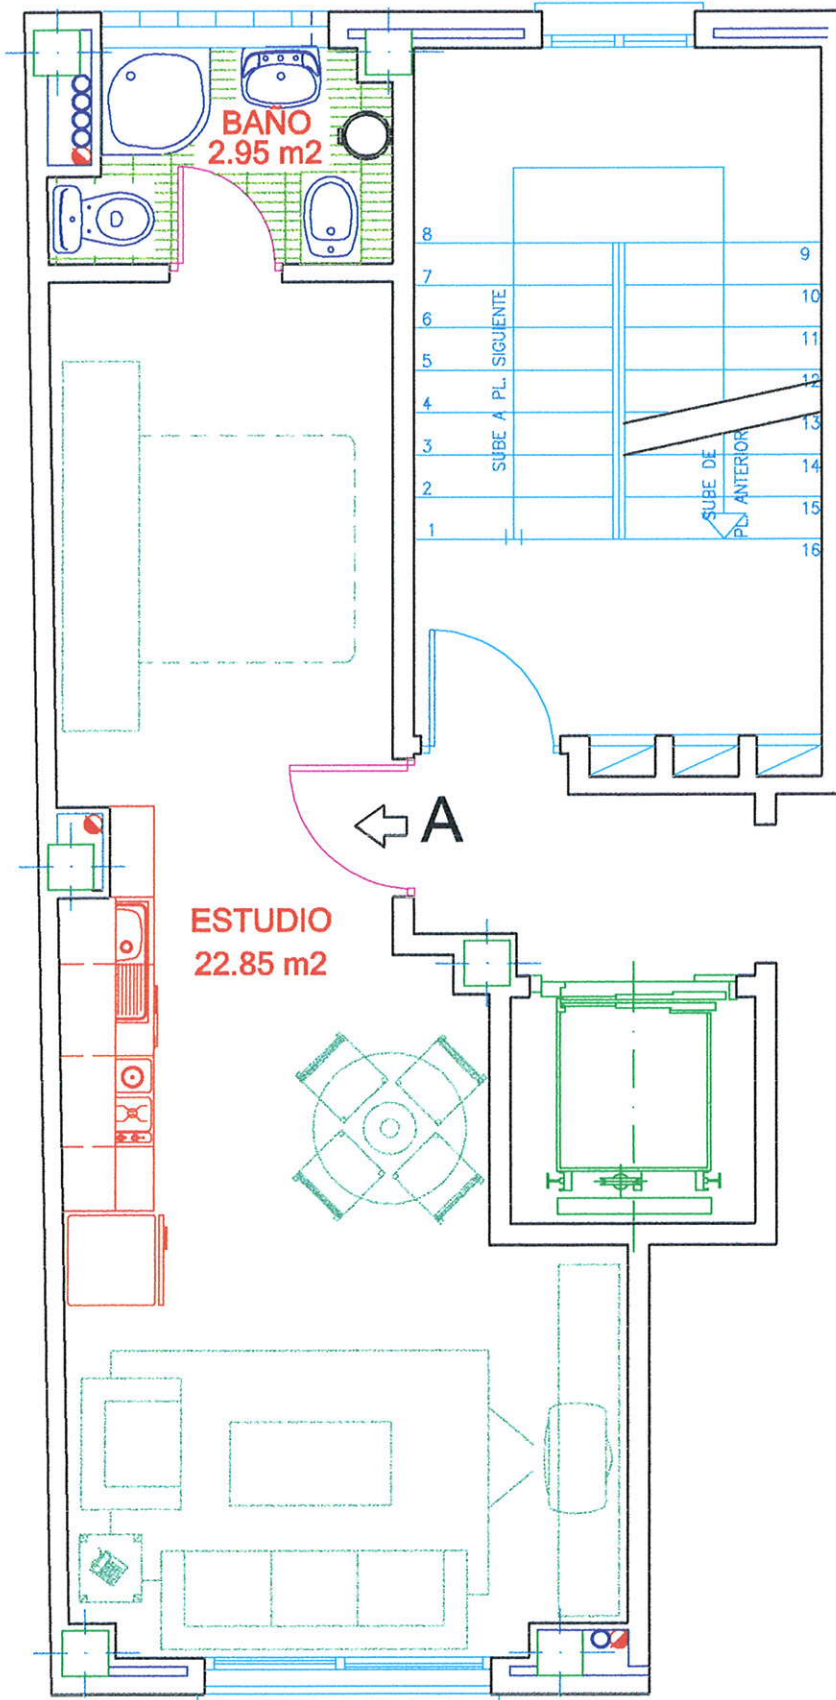 BAÑO
2.95 m2
8
7
6
5
4
3
2
1
SUBE A PL. SIGUIENTE
SUBE DE
PL. ANTERIOR
9
10
11
12
13
14
15
16
A
ESTUDIO
22.85 m2